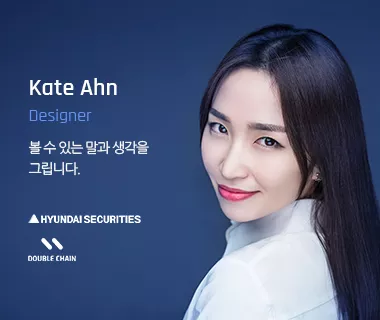 Kate Ahn
Designer
볼 수 있는 말과 생각을
그립니다.
HYUNDAI SECURITIES
DOUBLE CHAIN